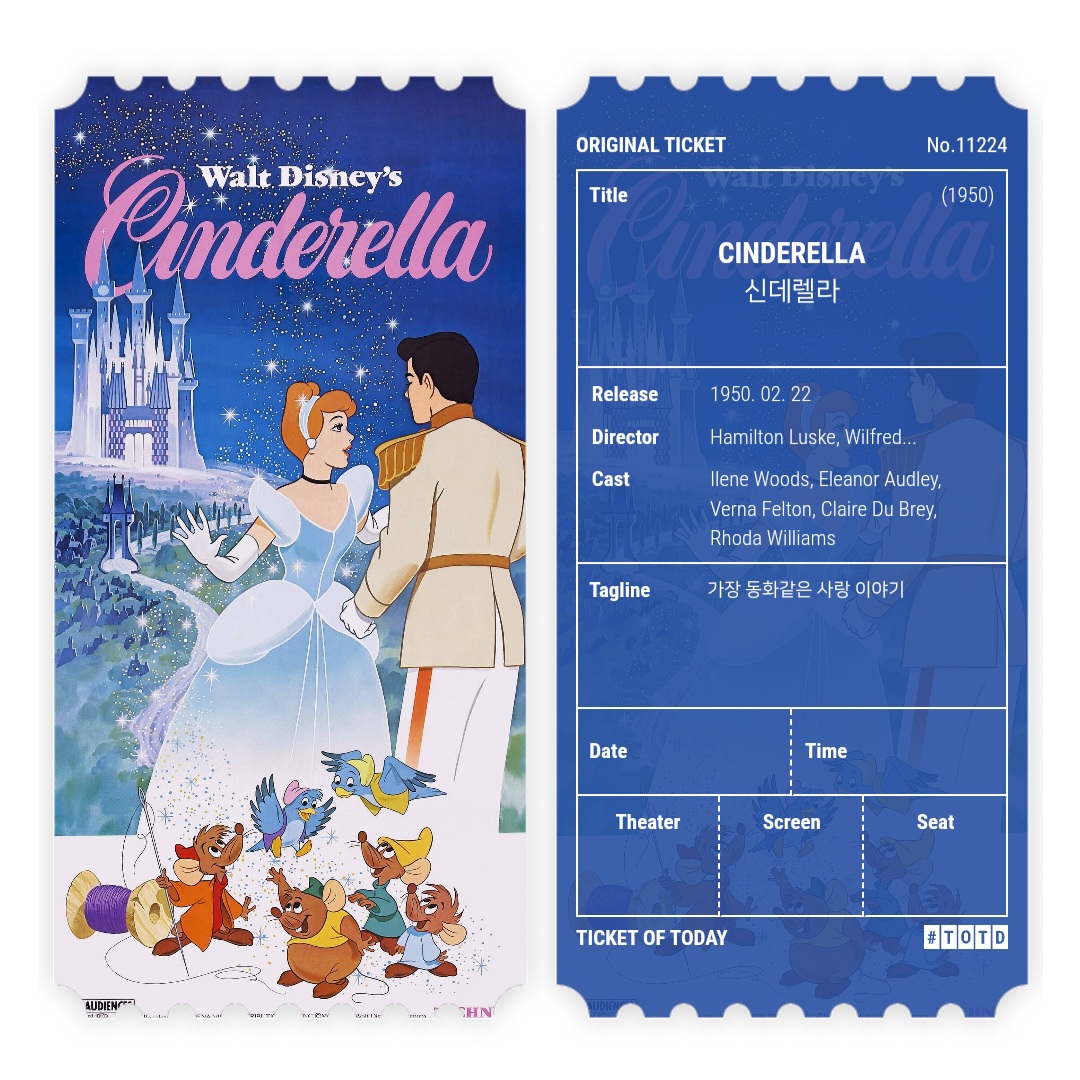 Walt Disney's
Cinderella
AUDIENCES
ORIGINAL TICKET
No.11224
Title
(1950)
CINDERELLA
신데렐라
Release
1950. 02. 22
Director
Hamilton Luske, Wilfred...
Cast
Ilene Woods, Eleanor Audley,
Verna Felton, Claire Du Brey,
Rhoda Williams
Tagline
가장 동화같은 사랑 이야기
Date
Time
Theater
Screen
Seat
TICKET OF TODAY
#TOTD